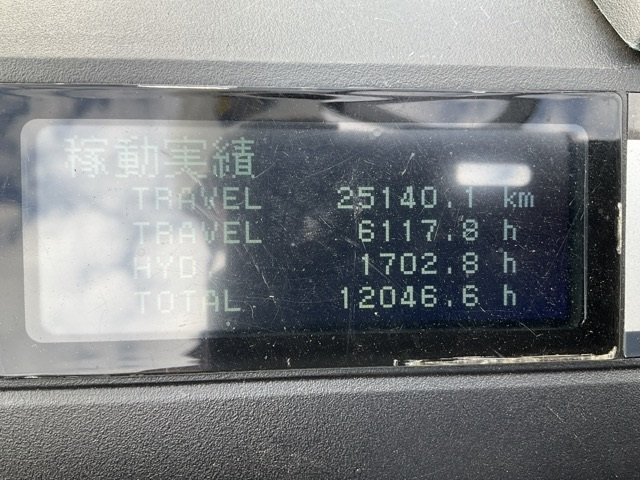 稼動実績
TRAVEL 25140.1 km
TRAVEL 6117.8 h
HYD 1702.8 h
TOTAL 12046.6 h